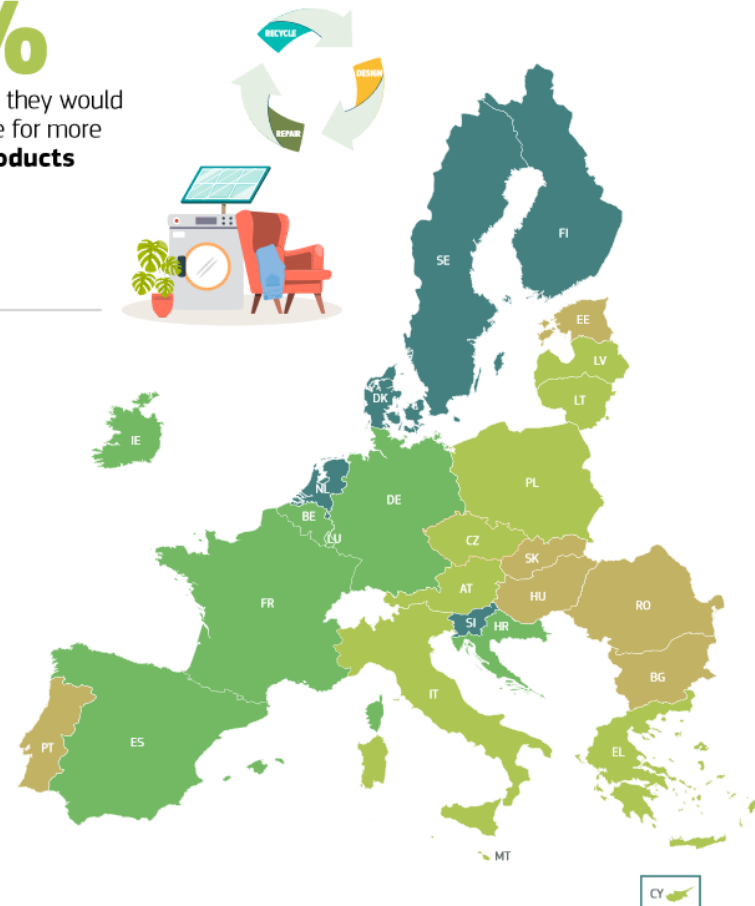 %
they would
e for more
oducts
RECYCLE
DESIGN
REPAIR
SE
FI
EE
LV
LT
DK
IE
NL
DE
PL
BE
LU
CZ
SK
AT
HU
RO
FR
SI
HR
BG
IT
PT
ES
EL
MT
CY